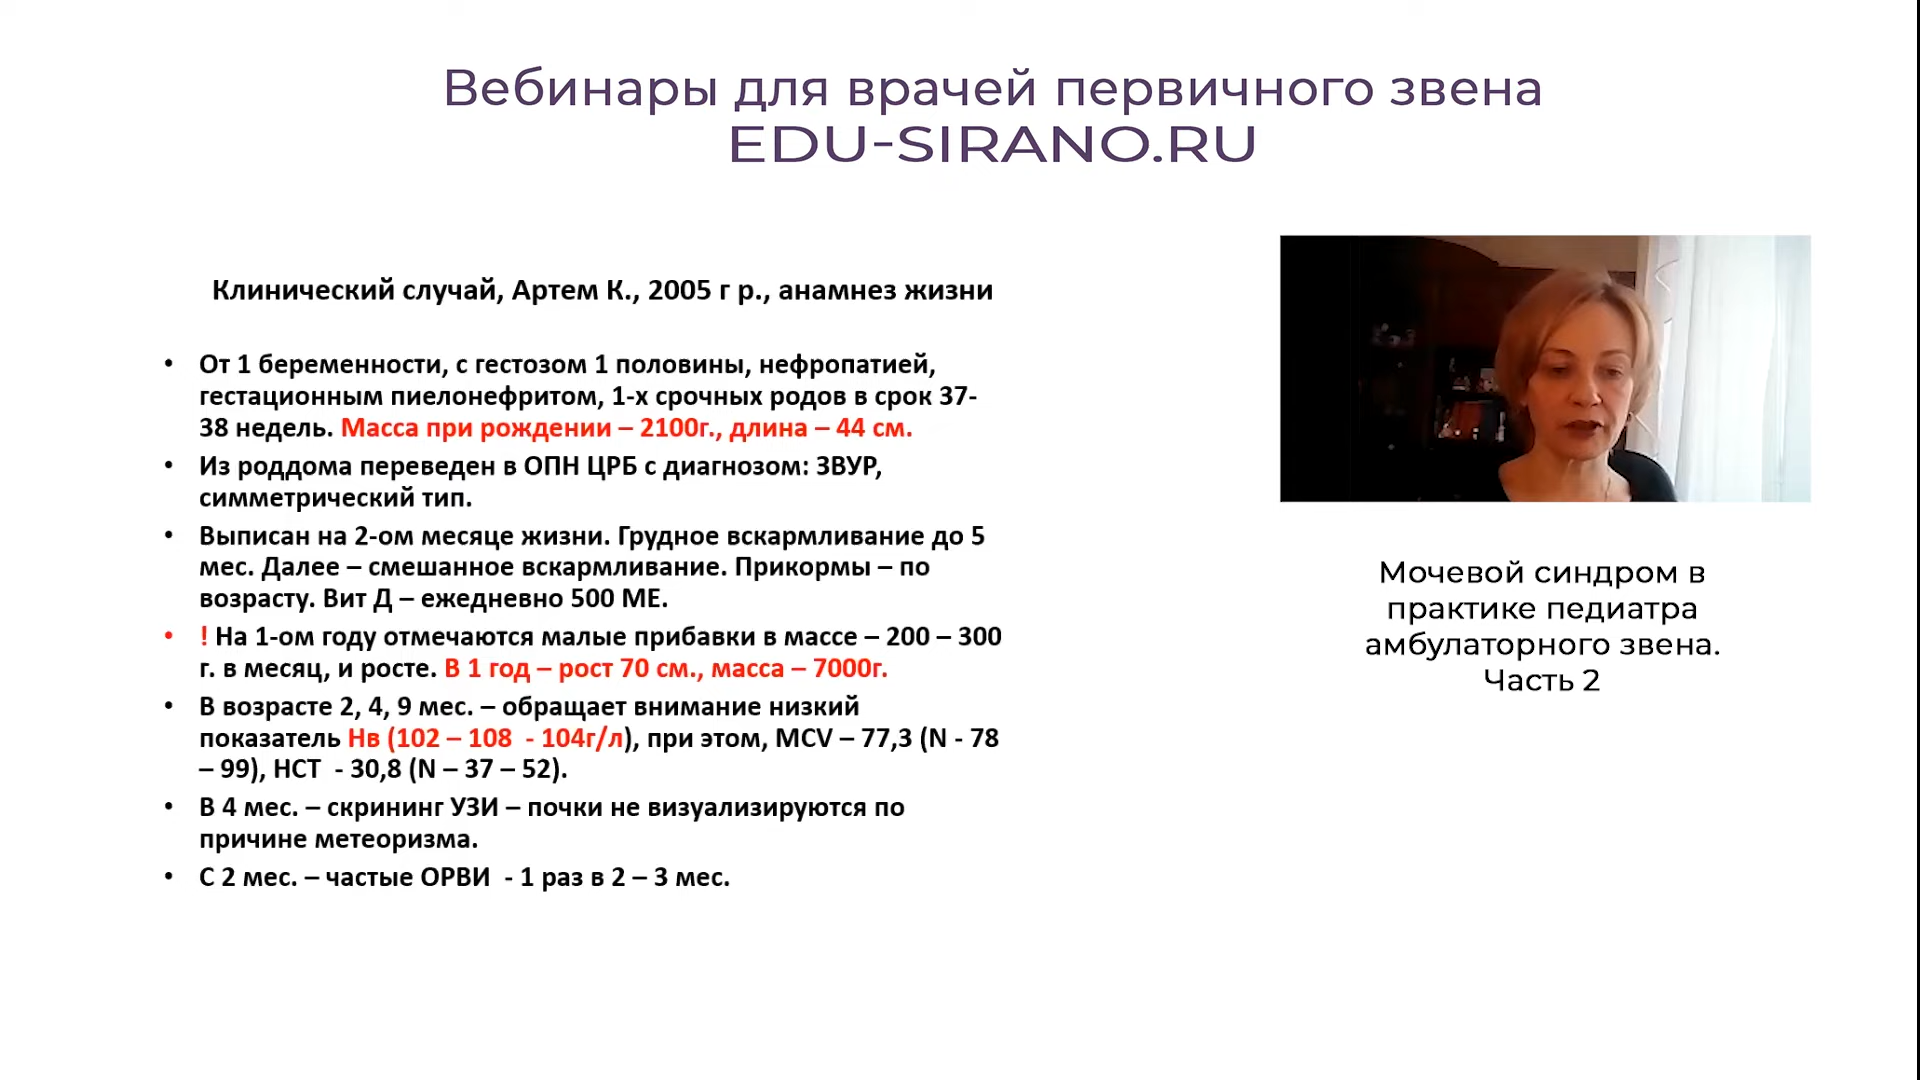 Вебинары для врачей первичного звена
EDU-SIRANO.RU
Клинический случай, Артем К., 2005 г р., анамнез жизни
• От 1 беременности, с гестозом 1 половины, нефропатией,
гестационным пиелонефритом, 1-х срочных родов в срок 37-
38 недель. Масса при рождении – 2100г., длина – 44 см.
• Из роддома переведен в ОПН ЦРБ с диагнозом: ЗВУР,
симметрический тип.
• Выписан на 2-ом месяце жизни. Грудное вскармливание до 5
мес. Далее – смешанное вскармливание. Прикормы – по
возрасту. Вит Д – ежедневно 500 МЕ.
• ! На 1-ом году отмечаются малые прибавки в массе – 200 – 300
г. в месяц, и росте. В 1 год – рост 70 см., масса – 7000г.
• В возрасте 2, 4, 9 мес. – обращает внимание низкий
показатель Нв (102 – 108  - 104г/л), при этом, MCV – 77,3 (N - 78
– 99), НСТ  - 30,8 (N – 37 – 52).
• В 4 мес. – скрининг УЗИ – почки не визуализируются по
причине метеоризма.
• С 2 мес. – частые ОРВИ  - 1 раз в 2 – 3 мес.
Мочевой синдром в
практике педиатра
амбулаторного звена.
Часть 2